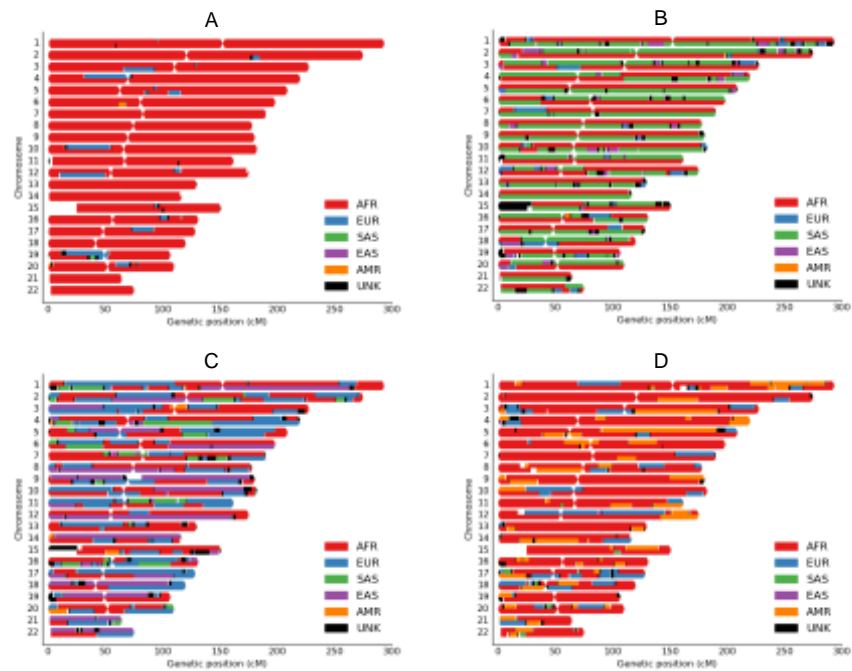 A
1
2
3
4
5
6
7
8
9
10
11
12
13
14
15
16
17
18
19
20
21
22
Chromosome
AFR
EUR
SAS
EAS
AMR
UNK
0 50 100 150 200 250 300
Genetic position (cM)
B
1
2
3
4
5
6
7
8
9
10
11
12
13
14
15
16
17
18
19
20
21
22
Chromosome
AFR
EUR
SAS
EAS
AMR
UNK
0 50 100 150 200 250 300
Genetic position (cM)
C
1
2
3
4
5
6
7
8
9
10
11
12
13
14
15
16
17
18
19
20
21
22
Chromosome
AFR
EUR
SAS
EAS
AMR
UNK
0 50 100 150 200 250 300
Genetic position (cM)
D
1
2
3
4
5
6
7
8
9
10
11
12
13
14
15
16
17
18
19
20
21
22
Chromosome
AFR
EUR
SAS
EAS
AMR
UNK
0 50 100 150 200 250 300
Genetic position (cM)